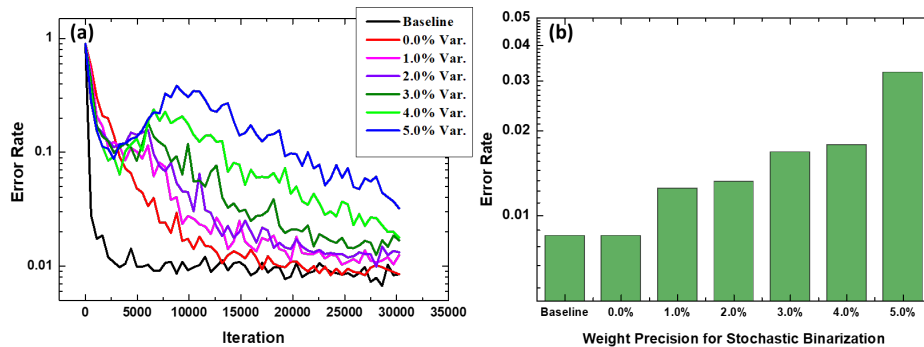 (a)
Baseline
0.0% Var.
1.0% Var.
2.0% Var.
3.0% Var.
4.0% Var.
5.0% Var.
1
0.1
0.01
Error Rate
0 5000 10000 15000 20000 25000 30000 35000
Iteration
(b)
0.05
0.04
0.03
0.02
0.01
Error Rate
Baseline 0.0% 1.0% 2.0% 3.0% 4.0% 5.0%
Weight Precision for Stochastic Binarization